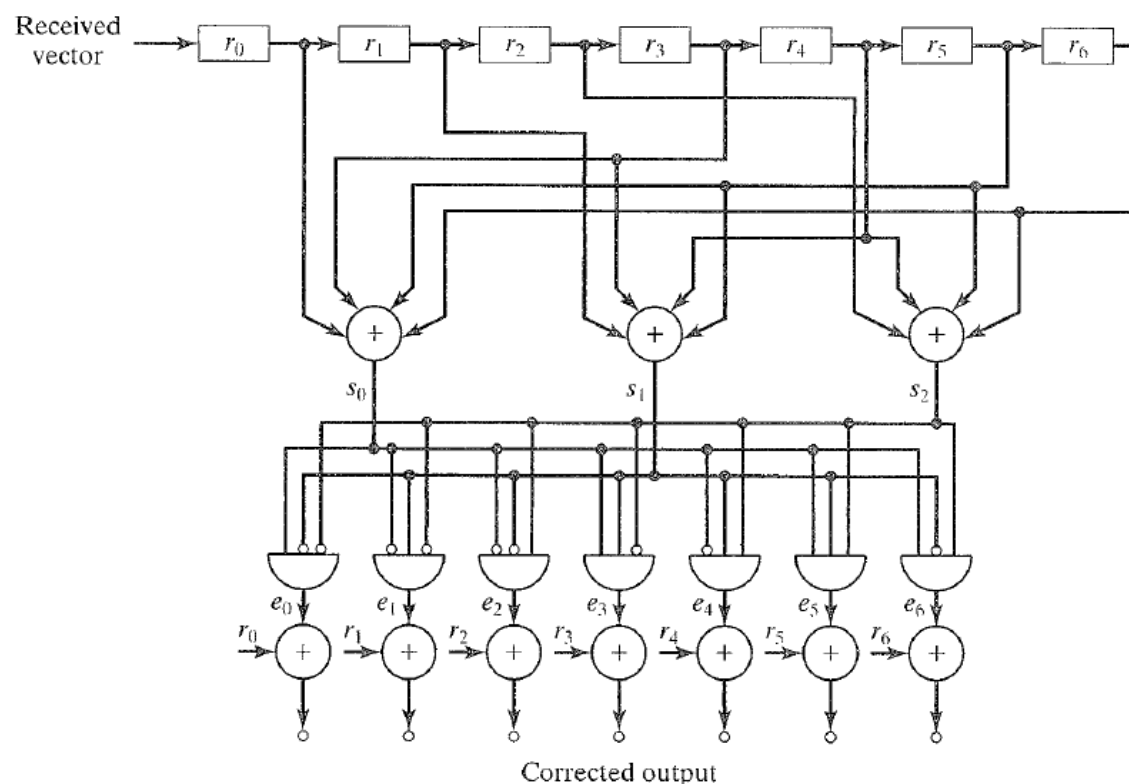 Received
vector
r₀ r₁ r₂ r₃ r₄ r₅ r₆
+ + +
s₀ s₁ s₂
e₀ e₁ e₂ e₃ e₄ e₅ e₆
r₀ r₁ r₂ r₃ r₄ r₅ r₆
+ + + + + + +
Corrected output